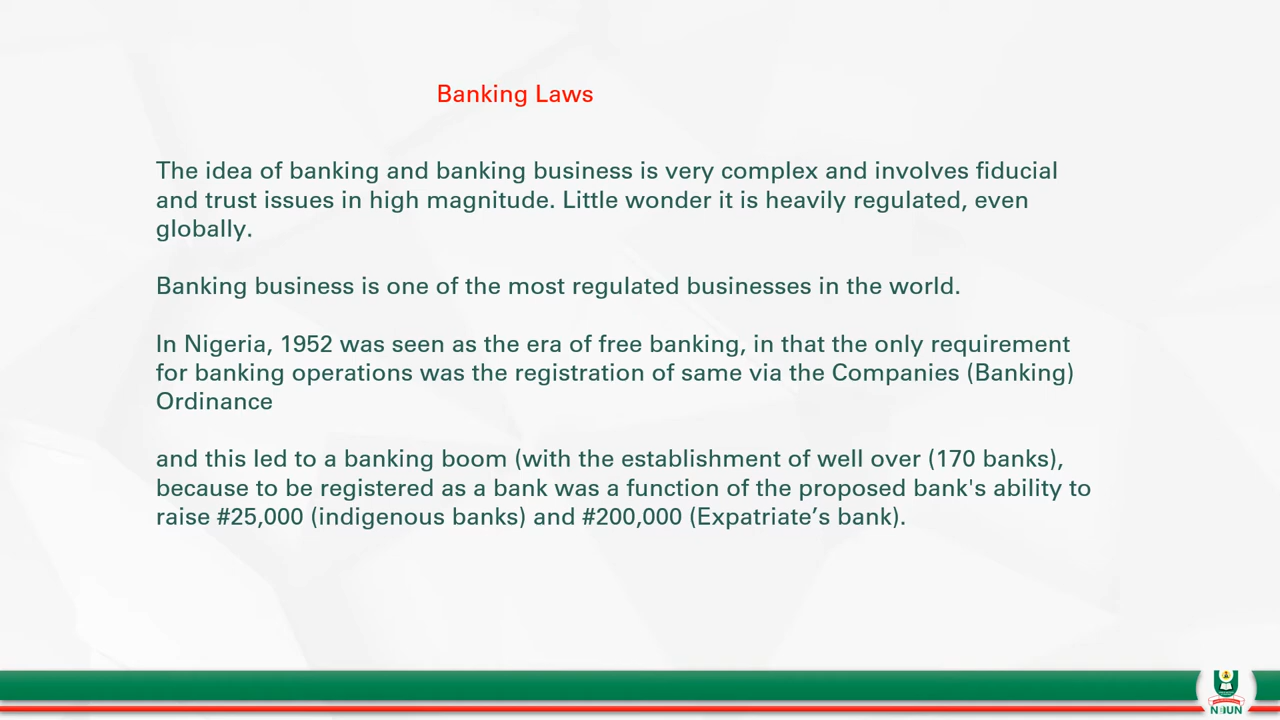 Banking Laws
The idea of banking and banking business is very complex and involves fiducial
and trust issues in high magnitude. Little wonder it is heavily regulated, even
globally.
Banking business is one of the most regulated businesses in the world.
In Nigeria, 1952 was seen as the era of free banking, in that the only requirement
for banking operations was the registration of same via the Companies (Banking)
Ordinance
and this led to a banking boom (with the establishment of well over (170 banks),
because to be registered as a bank was a function of the proposed bank's ability to
raise #25,000 (indigenous banks) and #200,000 (Expatriate’s bank).
NOUN